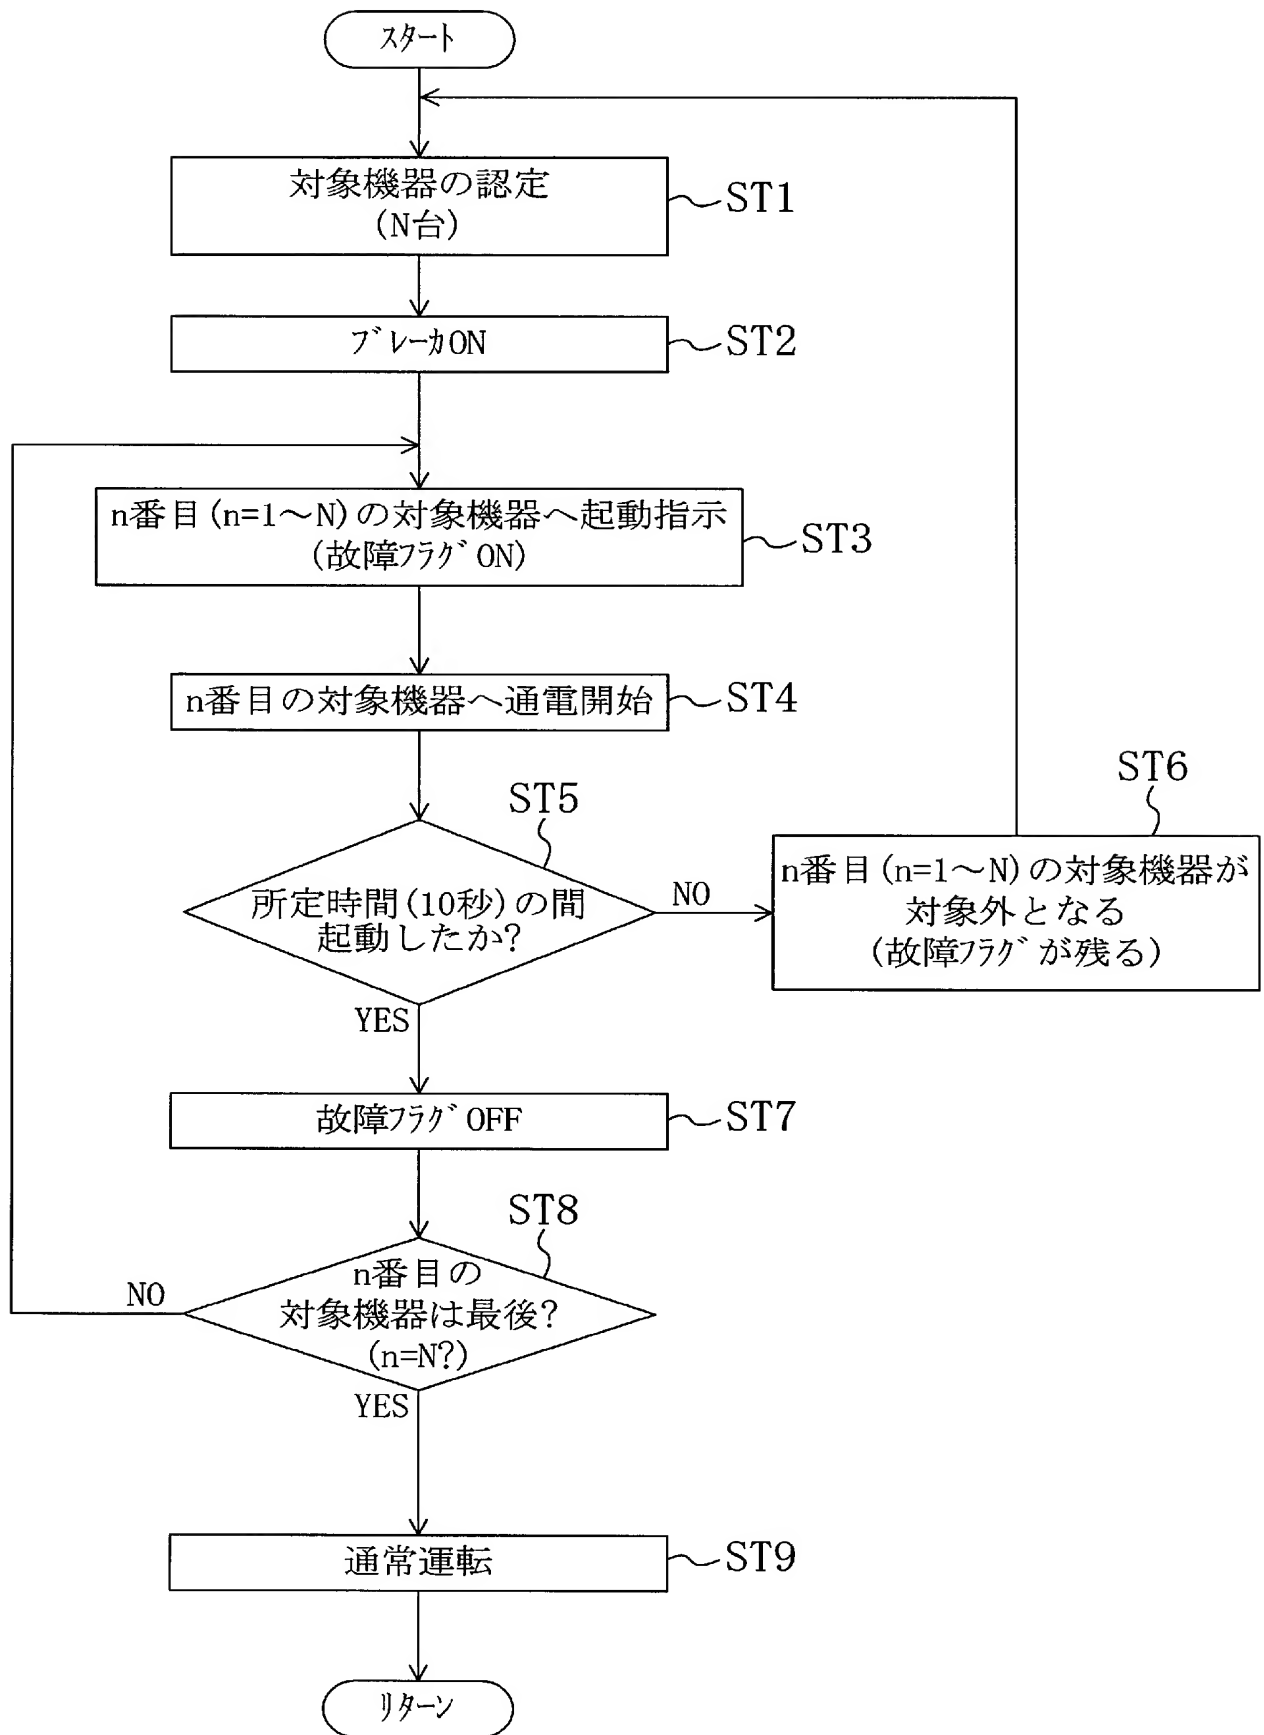 スタート
対象機器の認定
(N台)
ST1
ブレーカON
ST2
n番目(n=1～N)の対象機器へ起動指示
(故障フラグON)
ST3
n番目の対象機器へ通電開始
ST4
ST5
所定時間(10秒)の間
起動したか?
NO
YES
ST6
n番目(n=1～N)の対象機器が
対象外となる
(故障フラグが残る)
故障フラグOFF
ST7
ST8
n番目の
対象機器は最後?
(n=N?)
NO
YES
通常運転
ST9
リターン